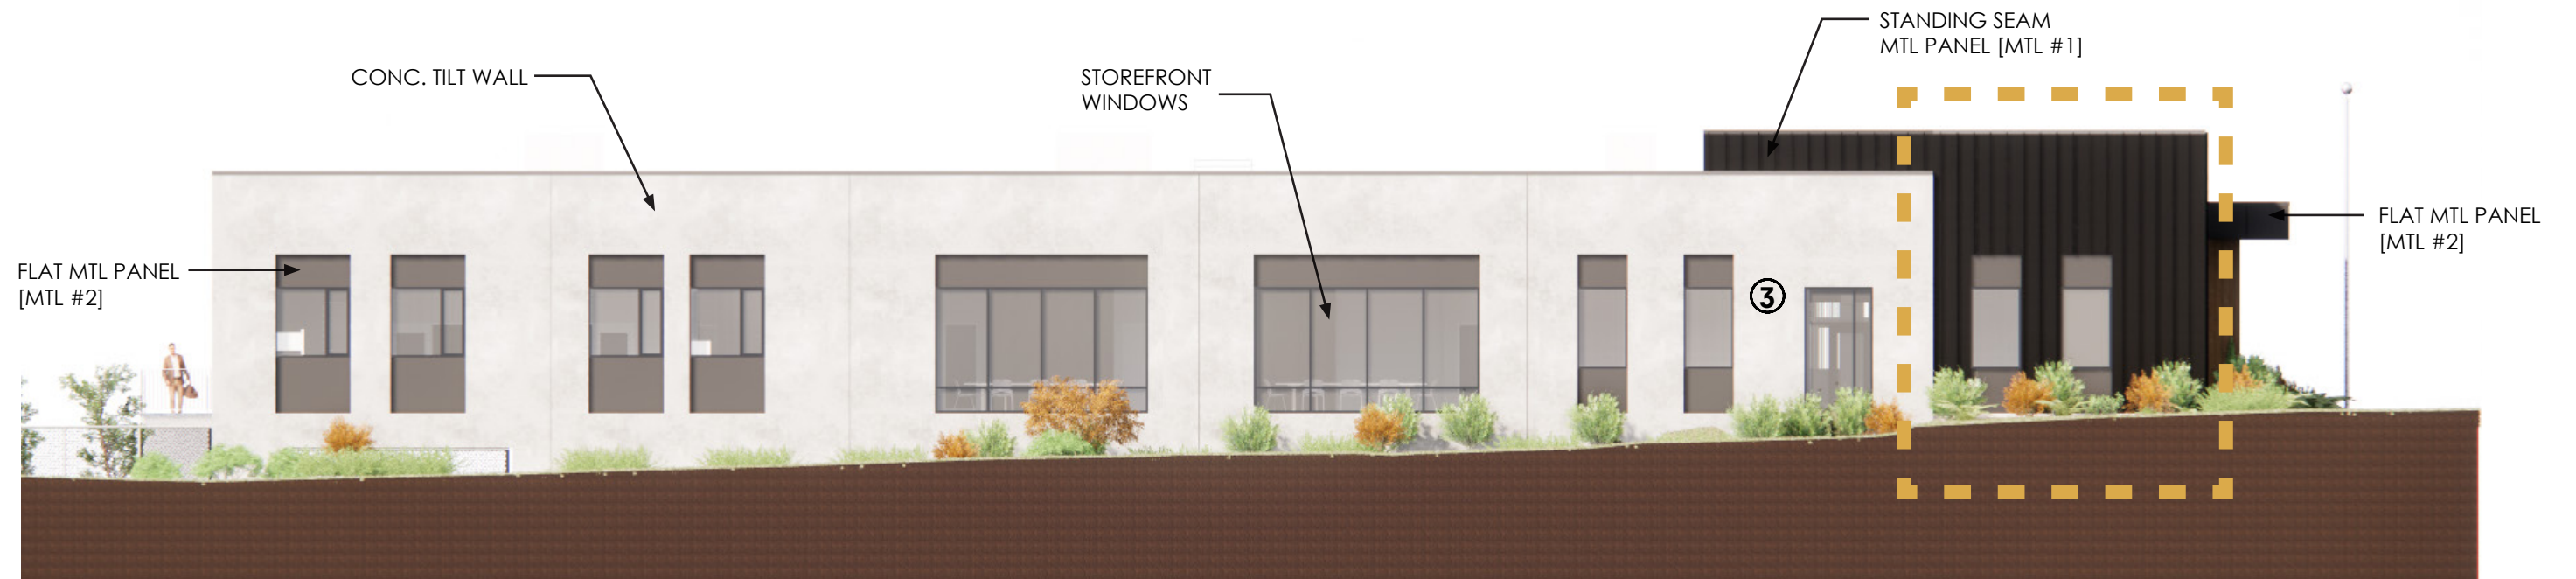 STANDING SEAM
MTL PANEL [MTL #1]
CONC. TILT WALL
STOREFRONT
WINDOWS
FLAT MTL PANEL
[MTL #2]
FLAT MTL PANEL
[MTL #2]
③